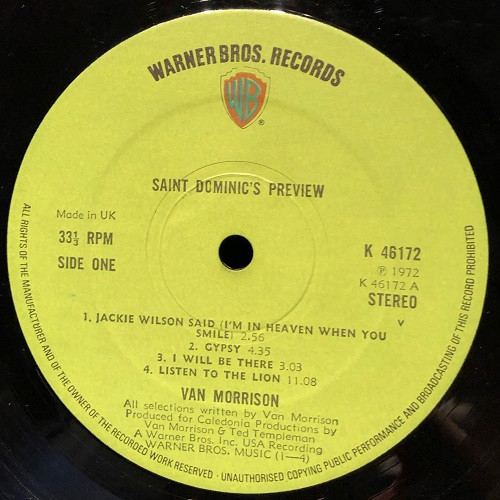 WARNER BROS. RECORDS
WB
®
SAINT DOMINIC'S PREVIEW
Made in UK
33⅓ RPM
SIDE ONE
K 46172
℗ 1972
K 46172 A
STEREO
v
1. JACKIE WILSON SAID (I'M IN HEAVEN WHEN YOU
SMILE) 2.56
2. GYPSY 4.35
3. I WILL BE THERE 3.03
4. LISTEN TO THE LION 11.08
VAN MORRISON
All selections written by Van Morrison
Produced for Caledonia Productions by
Van Morrison & Ted Templeman
A Warner Bros. Inc. USA Recording
WARNER BROS. MUSIC (1—4)
ALL RIGHTS OF THE MANUFACTURER AND OF THE OWNER OF THE RECORDED WORK RESERVED - UNAUTHORISED COPYING PUBLIC PERFORMANCE AND BROADCASTING OF THIS RECORD PROHIBITED